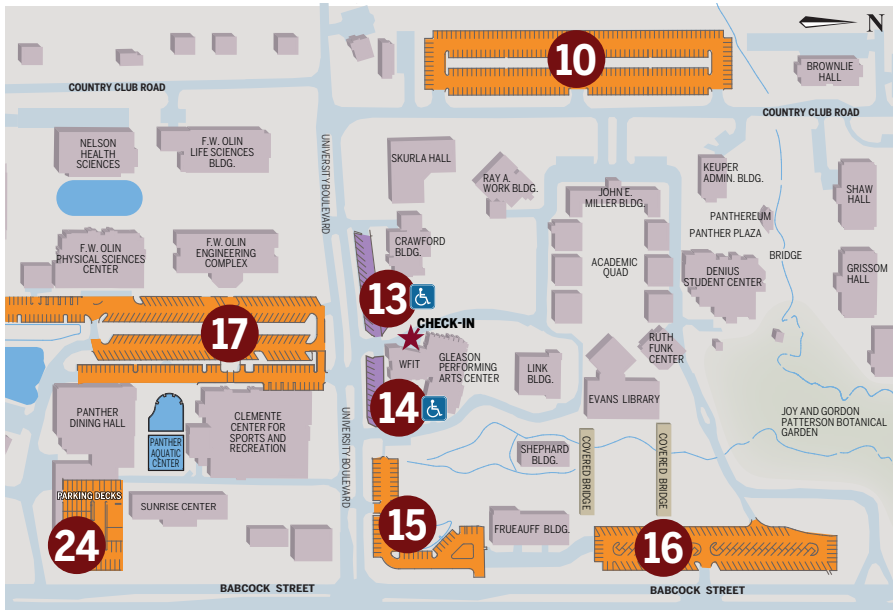 N
10
BROWNLIE
HALL
COUNTRY CLUB ROAD
COUNTRY CLUB ROAD
NELSON
HEALTH
SCIENCES
F.W. OLIN
LIFE SCIENCES
BLDG.
UNIVERSITY BOULEVARD
SKURLA HALL
RAY A.
WORK BLDG.
JOHN E.
MILLER BLDG.
KEUPER
ADMIN. BLDG.
SHAW
HALL
PANTHEREUM
PANTHER PLAZA
F.W. OLIN
PHYSICAL SCIENCES
CENTER
F.W. OLIN
ENGINEERING
COMPLEX
CRAWFORD
BLDG.
ACADEMIC
QUAD
BRIDGE
DENIUS
STUDENT CENTER
GRISSOM
HALL
13
CHECK-IN
17
WFIT
GLEASON
PERFORMING
ARTS CENTER
LINK
BLDG.
RUTH
FUNK
CENTER
EVANS LIBRARY
14
PANTHER
DINING HALL
CLEMENTE
CENTER FOR
SPORTS AND
RECREATION
PANTHER
AQUATIC
CENTER
UNIVERSITY BOULEVARD
JOY AND GORDON
PATTERSON BOTANICAL
GARDEN
SHEPHARD
BLDG.
COVERED BRIDGE
COVERED BRIDGE
PARKING DECKS
SUNRISE CENTER
24
15
FRUEAUFF BLDG.
16
BABCOCK STREET
BABCOCK STREET